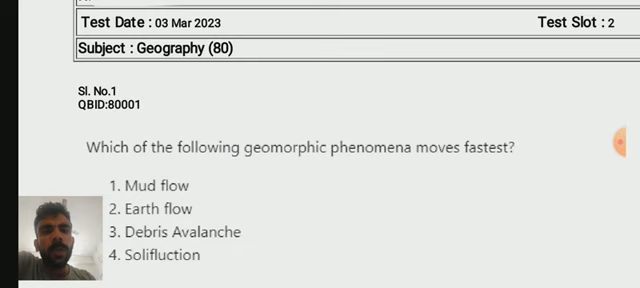 Test Date : 03 Mar 2023 Test Slot : 2
Subject : Geography (80)
Sl. No.1
QBID:80001
Which of the following geomorphic phenomena moves fastest?
1. Mud flow
2. Earth flow
3. Debris Avalanche
4. Solifluction